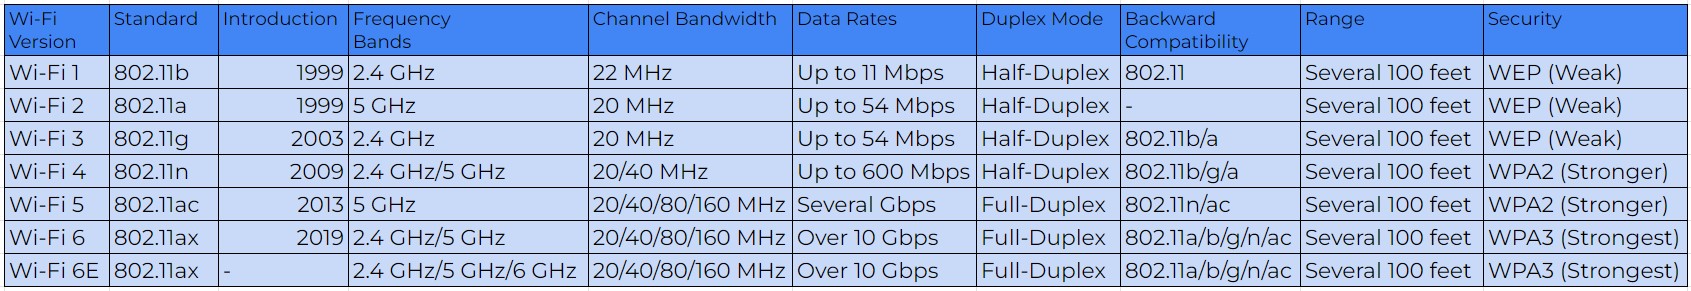 Wi-Fi Version Standard Introduction Frequency Bands Channel Bandwidth Data Rates Duplex Mode Backward Compatibility Range Security
Wi-Fi 1 802.11b 1999 2.4 GHz 22 MHz Up to 11 Mbps Half-Duplex 802.11 Several 100 feet WEP (Weak)
Wi-Fi 2 802.11a 1999 5 GHz 20 MHz Up to 54 Mbps Half-Duplex - Several 100 feet WEP (Weak)
Wi-Fi 3 802.11g 2003 2.4 GHz 20 MHz Up to 54 Mbps Half-Duplex 802.11b/a Several 100 feet WEP (Weak)
Wi-Fi 4 802.11n 2009 2.4 GHz/5 GHz 20/40 MHz Up to 600 Mbps Half-Duplex 802.11b/g/a Several 100 feet WPA2 (Stronger)
Wi-Fi 5 802.11ac 2013 5 GHz 20/40/80/160 MHz Several Gbps Full-Duplex 802.11n/ac Several 100 feet WPA2 (Stronger)
Wi-Fi 6 802.11ax 2019 2.4 GHz/5 GHz 20/40/80/160 MHz Over 10 Gbps Full-Duplex 802.11a/b/g/n/ac Several 100 feet WPA3 (Strongest)
Wi-Fi 6E 802.11ax - 2.4 GHz/5 GHz/6 GHz 20/40/80/160 MHz Over 10 Gbps Full-Duplex 802.11a/b/g/n/ac Several 100 feet WPA3 (Strongest)